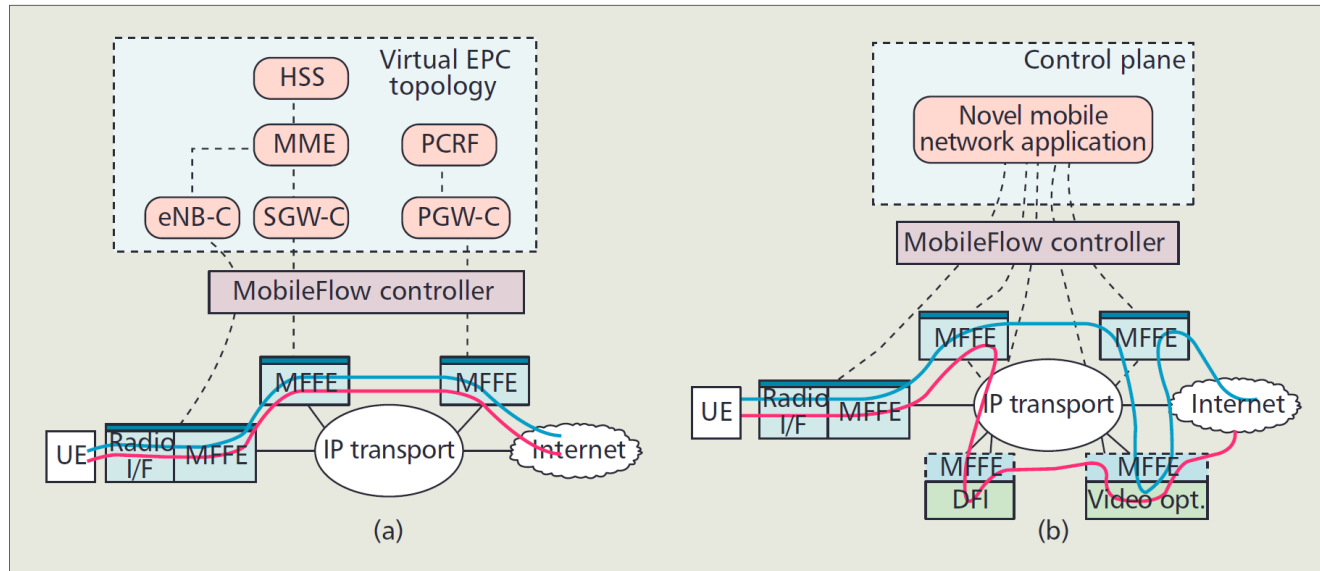 Virtual EPC
topology
HSS
MME
PCRF
eNB-C
SGW-C
PGW-C
MobileFlow controller
MFFE
MFFE
UE
Radio
I/F
MFFE
IP transport
Internet
(a)
Control plane
Novel mobile
network application
MobileFlow controller
MFFE
MFFE
UE
Radio
I/F
MFFE
IP transport
Internet
MFFE
DFI
MFFE
Video opt.
(b)